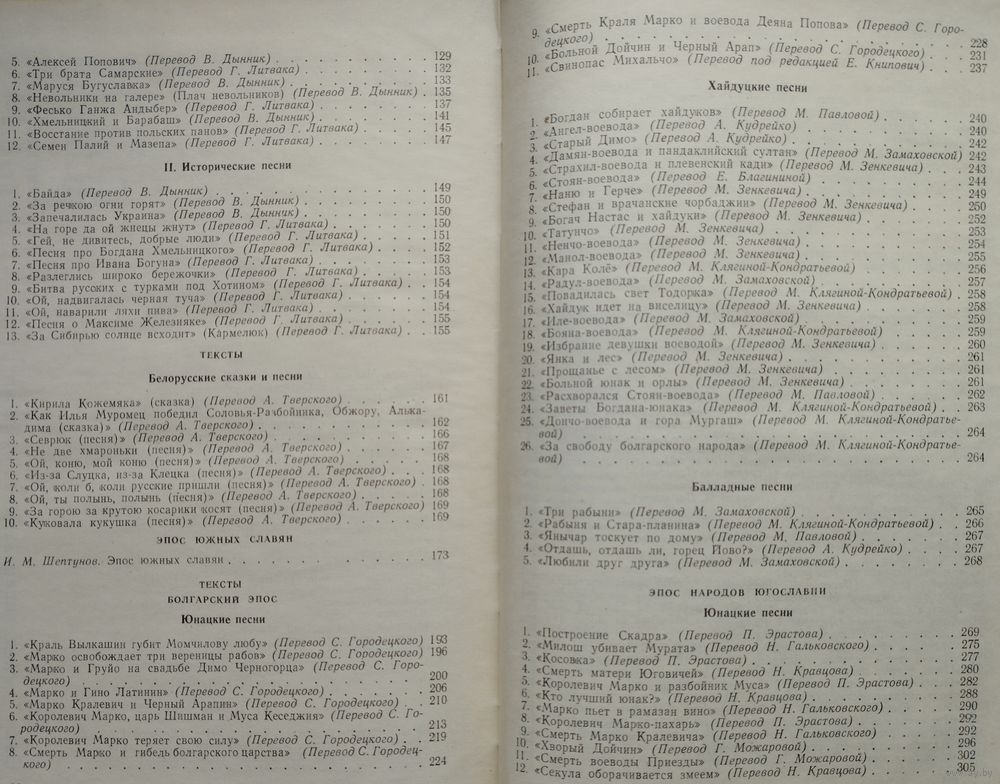 5. «Алексей Попович» (Перевод В. Дынник) . . . . . . . . . . . 129
6. «Три брата Самарские» (Перевод Г. Литвака) . . . . . . . . 132
7. «Маруся Бугуславка» (Перевод В. Дынник) . . . . . . . . . 133
8. «Невольники на галере» (Плач невольников) (Перевод В. Дынник) . 135
9. «Фесько Ганжа Андыбер» (Перевод Г. Литвака) . . . . . . . 137
10. «Хмельницкий и Барабаш» (Перевод В. Дынник) . . . . . . . 141
11. «Восстание против польских панов» (Перевод Г. Литвака) . . . . 145
12. «Семен Палий и Мазепа» (Перевод Г. Литвака) . . . . . . . 147
II. Исторические песни
1. «Байда» (Перевод В. Дынник) . . . . . . . . . . . . . . 149
2. «За речкою огни горят» (Перевод В. Дынник) . . . . . . . . 150
3. «Запечалилась Украина» (Перевод В. Дынник) . . . . . . . . 150
4. «На горе да ой жнецы жнут» (Перевод Г. Литвака) . . . . . . 150
5. «Гей, не дивитесь, добрые люди» (Перевод Г. Литвака) . . . . 151
6. «Песня про Богдана Хмельницкого» (Перевод Г. Литвака) . . . 152
7. «Песня про Ивана Богуна» (Перевод Г. Литвака) . . . . . . . 153
8. «Разлеглись широко бережочки» (Перевод Г. Литвака) . . . . . 153
9. «Битва русских с турками под Хотином» (Перевод Г. Литвака) . . 154
10. «Ой, надвигалась черная туча» (Перевод Г. Литвака) . . . . . 154
11. «Ой, наварили ляхи пива» (Перевод Г. Литвака) . . . . . . . 154
12. «Песня о Максиме Железняке» (Перевод Г. Литвака) . . . . . 155
13. «За Сибирью солнце всходит» (Кармелюк) (Перевод Г. Литвака) . . 155
ТЕКСТЫ
Белорусские сказки и песни
1. «Кирила Кожемяка» (сказка) (Перевод А. Тверского) . . . . . . 161
2. «Как Илья Муромец победил Соловья-Разбойника, Обжору, Алька-
дима (сказка)» (Перевод А. Тверского) . . . . . . . . . . 162
3. «Севрюк (песня)» (Перевод А. Тверского) . . . . . . . . . 166
4. «Не две хмароньки (песня)» (Перевод А. Тверского) . . . . . . 167
5. «Ой, коню, мой коню (песня)» (Перевод А. Тверского) . . . . . 168
6. «Из-за Слуцка, из-за Клецка (песня)» (Перевод А. Тверского) . . . 168
7. «Ой, коли б, коли русские пришли (песня)» (Перевод А. Тверского) . 168
8. «Ой, ты полынь, полынь (песня)» (Перевод А. Тверского) . . . . 168
9. «За горою за крутою косарики косят (песня)» (Перевод А. Тверского) 169
10. «Куковала кукушка (песня)» (Перевод А. Тверского) . . . . . . 169
ЭПОС ЮЖНЫХ СЛАВЯН
И. М. Шептунов. Эпос южных славян . . . . . . . . . . . . . 173
ТЕКСТЫ
БОЛГАРСКИЙ ЭПОС
Юнацкие песни
1. «Краль Вылкашин губит Момчилову любу» (Перевод С. Городецкого) 193
2. «Марко освобождает три вереницы рабов» (Перевод С. Городецкого) 196
3. «Марко и Груйо на свадьбе Димо Черногорца» (Перевод С. Горо-
децкого) . . . . . . . . . . . . . . . . . . . . . . 200
4. «Марко и Гино Латинин» (Перевод С. Городецкого) . . . . . . 206
5. «Марко Кралевич и Черный Арапин» (Перевод С. Городецкого) . . 210
6. «Королевич Марко, царь Шишман и Муса Кеседжия» (Перевод С. Го-
родецкого) . . . . . . . . . . . . . . . . . . . . . 213
7. «Королевич Марко теряет свою силу» (Перевод С. Городецкого) . . 219
8. «Смерть Марко и гибель болгарского царства» (Перевод С. Городец-
кого) . . . . . . . . . . . . . . . . . . . . . . . 224
9. «Смерть Краля Марко и воевода Деяна Попова» (Перевод С. Горо-
децкого) . . . . . . . . . . . . . . . . . . . . . . 228
10. «Больной Дойчин и Черный Арап» (Перевод С. Городецкого) . . . 231
11. «Свинопас Михальчо» (Перевод под редакцией Е. Книпович) . . . 237
Хайдуцкие песни
1. «Богдан собирает хайдуков» (Перевод М. Павловой) . . . . . . 240
2. «Ангел-воевода» (Перевод А. Кудрейко) . . . . . . . . . . 240
3. «Старый Димо» (Перевод А. Кудрейко) . . . . . . . . . . . 242
4. «Дамян-воевода и пандаклийский султан» (Перевод М. Замаховской) 242
5. «Страхил-воевода и плевенский кади» (Перевод М. Зенкевича) . . . 243
6. «Стоян-воевода» (Перевод Е. Благининой) . . . . . . . . . . 244
7. «Наню и Герче» (Перевод М. Зенкевича) . . . . . . . . . . 249
8. «Стефан и врачанские чорбаджии» (Перевод М. Зенкевича) . . . . 250
9. «Богач Настас и хайдуки» (Перевод М. Зенкевича) . . . . . . 252
10. «Татунчо» (Перевод М. Зенкевича) . . . . . . . . . . . . 253
11. «Ненчо-воевода» (Перевод М. Зенкевича) . . . . . . . . . . 254
12. «Манол-воевода» (Перевод М. Зенкевича) . . . . . . . . . . 255
13. «Кара Колё» (Перевод М. Клягиной-Кондратьевой) . . . . . . 256
14. «Радул-воевода» (Перевод М. Замаховской) . . . . . . . . . 257
15. «Повадилась свет Тодорка» (Перевод М. Клягиной-Кондратьевой) . 258
16. «Хайдук идет на виселицу» (Перевод М. Зенкевича) . . . . . . 258
17. «Иле-воевода» (Перевод М. Замаховской) . . . . . . . . . . 259
18. «Бояна-воевода» (Перевод М. Клягиной-Кондратьевой) . . . . . 259
19. «Избрание девушки воеводой» (Перевод М. Зенкевича) . . . . . 260
20. «Янка и лес» (Перевод М. Зенкевича) . . . . . . . . . . . 261
21. «Прощанье с лесом» (Перевод М. Зенкевича) . . . . . . . . 261
22. «Больной юнак и орлы» (Перевод М. Зенкевича) . . . . . . . 261
23. «Расхворался Стоян-воевода» (Перевод М. Павловой) . . . . . 262
24. «Заветы Богдана-юнака» (Перевод М. Клягиной-Кондратьевой) . . 263
25. «Дончо-воевода и гора Мургаш» (Перевод М. Клягиной-Кондратье-
вой) . . . . . . . . . . . . . . . . . . . . . . . 264
26. «За свободу болгарского народа» (Перевод М. Клягиной-Кондратье-
вой) . . . . . . . . . . . . . . . . . . . . . . . 264
Балладные песни
1. «Три рабыни» (Перевод М. Замаховской) . . . . . . . . . . 265
2. «Рабыня и Стара-планина» (Перевод М. Клягиной-Кондратьевой) . . 266
3. «Янычар тоскует по дому» (Перевод М. Павловой) . . . . . . 267
4. «Отдашь, отдашь ли, горец Йово?» (Перевод А. Кудрейко) . . . . 267
5. «Любили друг друга» (Перевод М. Замаховской) . . . . . . . 268
ЭПОС НАРОДОВ ЮГОСЛАВИИ
Юнацкие песни
1. «Построение Скадра» (Перевод П. Эрастова) . . . . . . . . . 269
2. «Милош убивает Мурата» (Перевод Н. Гальковского) . . . . . . 275
3. «Косовка» (Перевод П. Эрастова) . . . . . . . . . . . . . 277
4. «Смерть матери Юговичей» (Перевод Н. Кравцова) . . . . . . 280
5. «Королевич Марко и разбойник Муса» (Перевод П. Эрастова) . . . 282
6. «Кто лучший юнак?» (Перевод Н. Кравцова) . . . . . . . . . 288
7. «Марко пьет в рамазан вино» (Перевод Н. Гальковского) . . . . 290
8. «Королевич Марко-пахарь» (Перевод П. Эрастова) . . . . . . . 292
9. «Смерть Марко Кралевича» (Перевод Н. Гальковского) . . . . . 292
10. «Хворый Дойчин» (Перевод Г. Можаровой) . . . . . . . . . 296
11. «Смерть воеводы Приезды» (Перевод Г. Можаровой) . . . . . . 302
12. «Секула оборачивается змеем» (Перевод Н. Кравцова) . . . . . 305